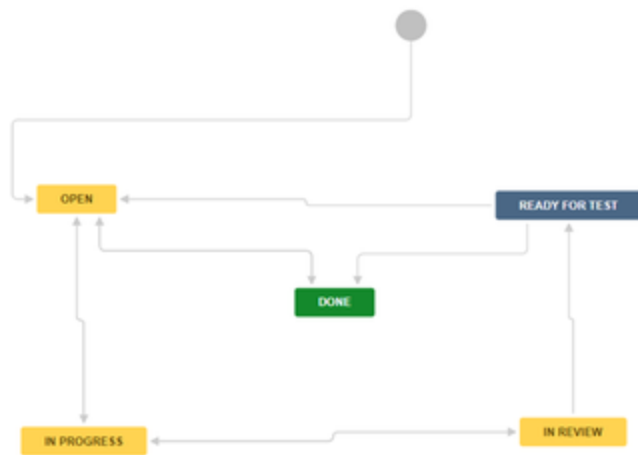 OPEN
READY FOR TEST
DONE
IN PROGRESS
IN REVIEW